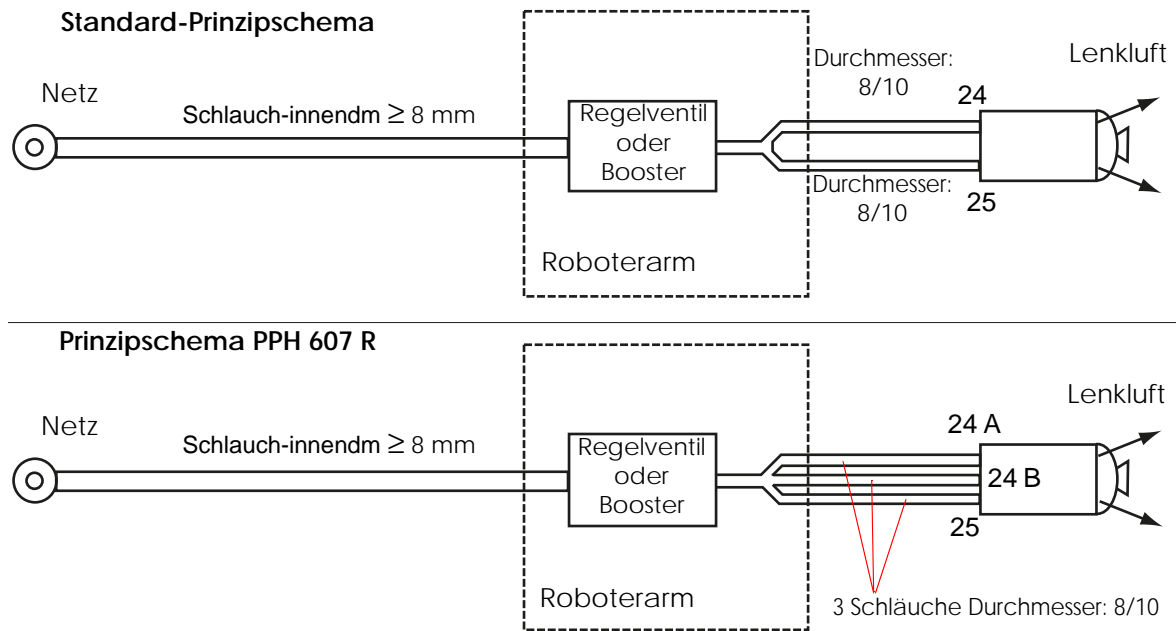 Standard-Prinzipschema
Netz
Schlauch-innendm ≥ 8 mm
Regelventil
oder
Booster
Roboterarm
Durchmesser:
8/10
24
Durchmesser:
8/10
25
Lenkluft
Prinzipschema PPH 607 R
Netz
Schlauch-innendm ≥ 8 mm
Regelventil
oder
Booster
Roboterarm
24 A
24 B
25
Lenkluft
3 Schläuche Durchmesser: 8/10